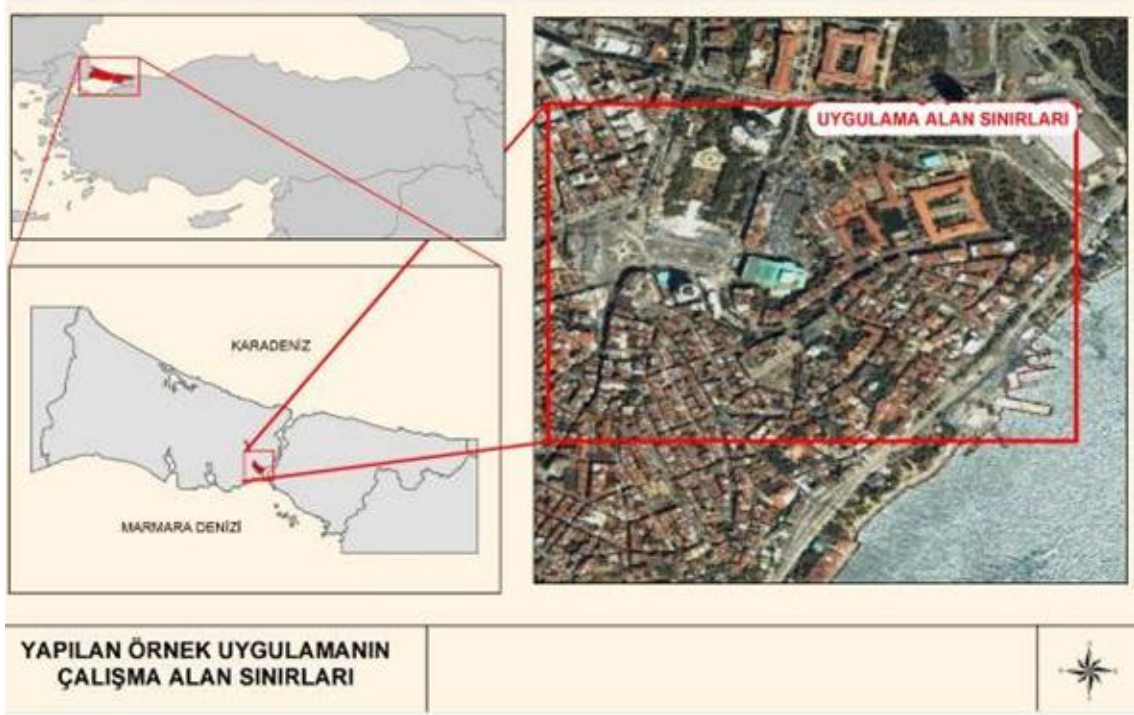 UYGULAMA ALAN SINIRLARI
KARADENİZ
MARMARA DENİZİ
YAPILAN ÖRNEK UYGULAMANIN
ÇALIŞMA ALAN SINIRLARI